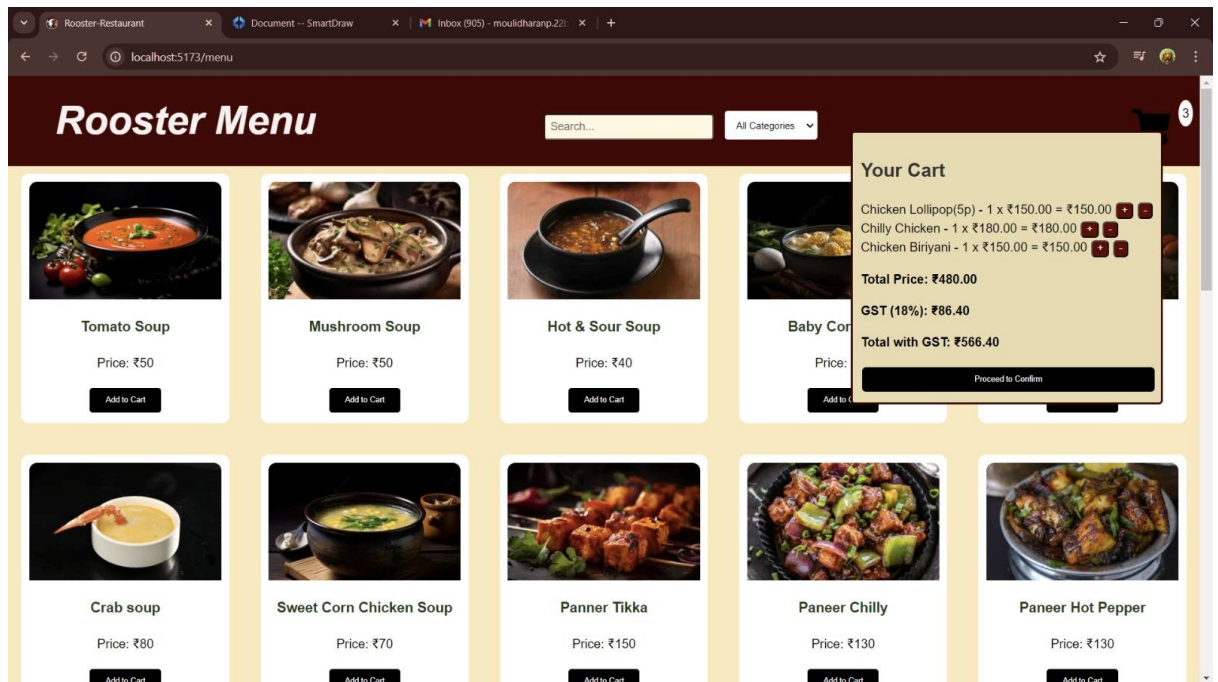 Rooster-Restaurant
Document -- SmartDraw
Inbox (905) - moulidharanp.22
localhost:5173/menu
Rooster Menu
Search...
All Categories
3
Your Cart
Chicken Lollipop(5p) - 1 x ₹150.00 = ₹150.00 + -
Chilly Chicken - 1 x ₹180.00 = ₹180.00 + -
Chicken Biriyani - 1 x ₹150.00 = ₹150.00 + -
Total Price: ₹480.00
GST (18%): ₹86.40
Total with GST: ₹566.40
Proceed to Confirm
Tomato Soup
Price: ₹50
Add to Cart
Mushroom Soup
Price: ₹50
Add to Cart
Hot & Sour Soup
Price: ₹40
Add to Cart
Baby Cor
Price:
Add to
Crab soup
Price: ₹80
Add to Cart
Sweet Corn Chicken Soup
Price: ₹70
Add to Cart
Panner Tikka
Price: ₹150
Add to Cart
Paneer Chilly
Price: ₹130
Add to Cart
Paneer Hot Pepper
Price: ₹130
Add to Cart